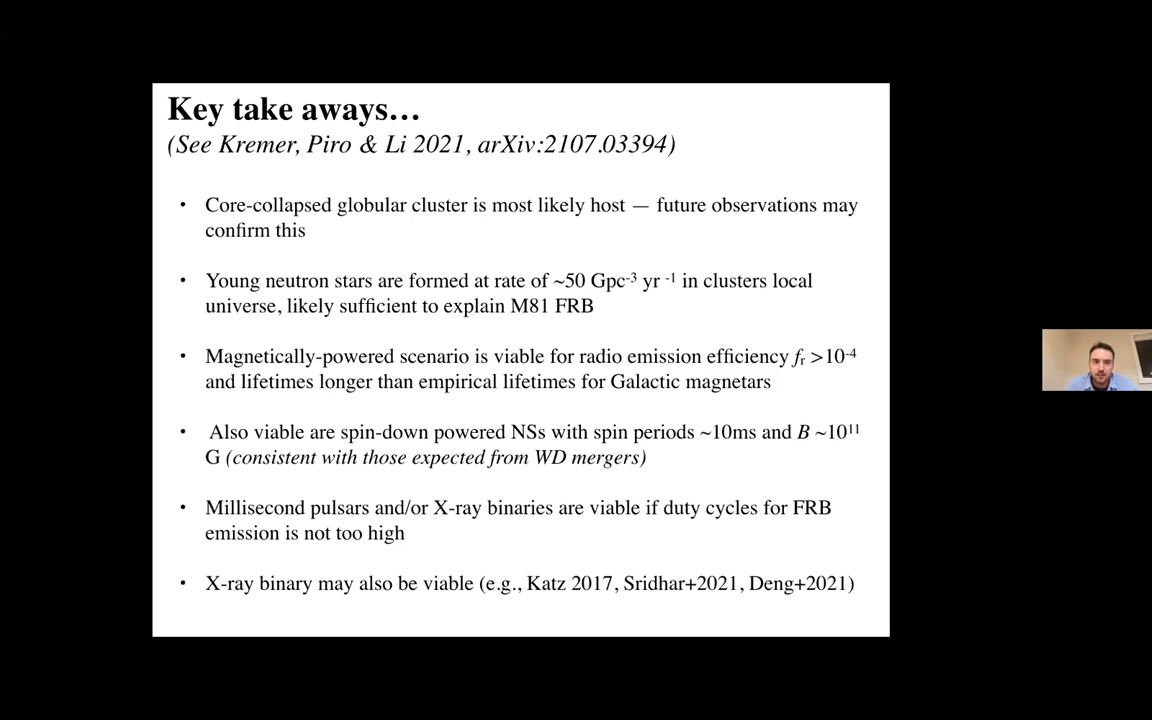 Key take aways…
(See Kremer, Piro & Li 2021, arXiv:2107.03394)
• Core-collapsed globular cluster is most likely host — future observations may
confirm this
• Young neutron stars are formed at rate of ~50 Gpc⁻³ yr ⁻¹ in clusters local
universe, likely sufficient to explain M81 FRB
• Magnetically-powered scenario is viable for radio emission efficiency fᵣ >10⁻⁴
and lifetimes longer than empirical lifetimes for Galactic magnetars
• Also viable are spin-down powered NSs with spin periods ~10ms and B ~10¹¹
G (consistent with those expected from WD mergers)
• Millisecond pulsars and/or X-ray binaries are viable if duty cycles for FRB
emission is not too high
• X-ray binary may also be viable (e.g., Katz 2017, Sridhar+2021, Deng+2021)